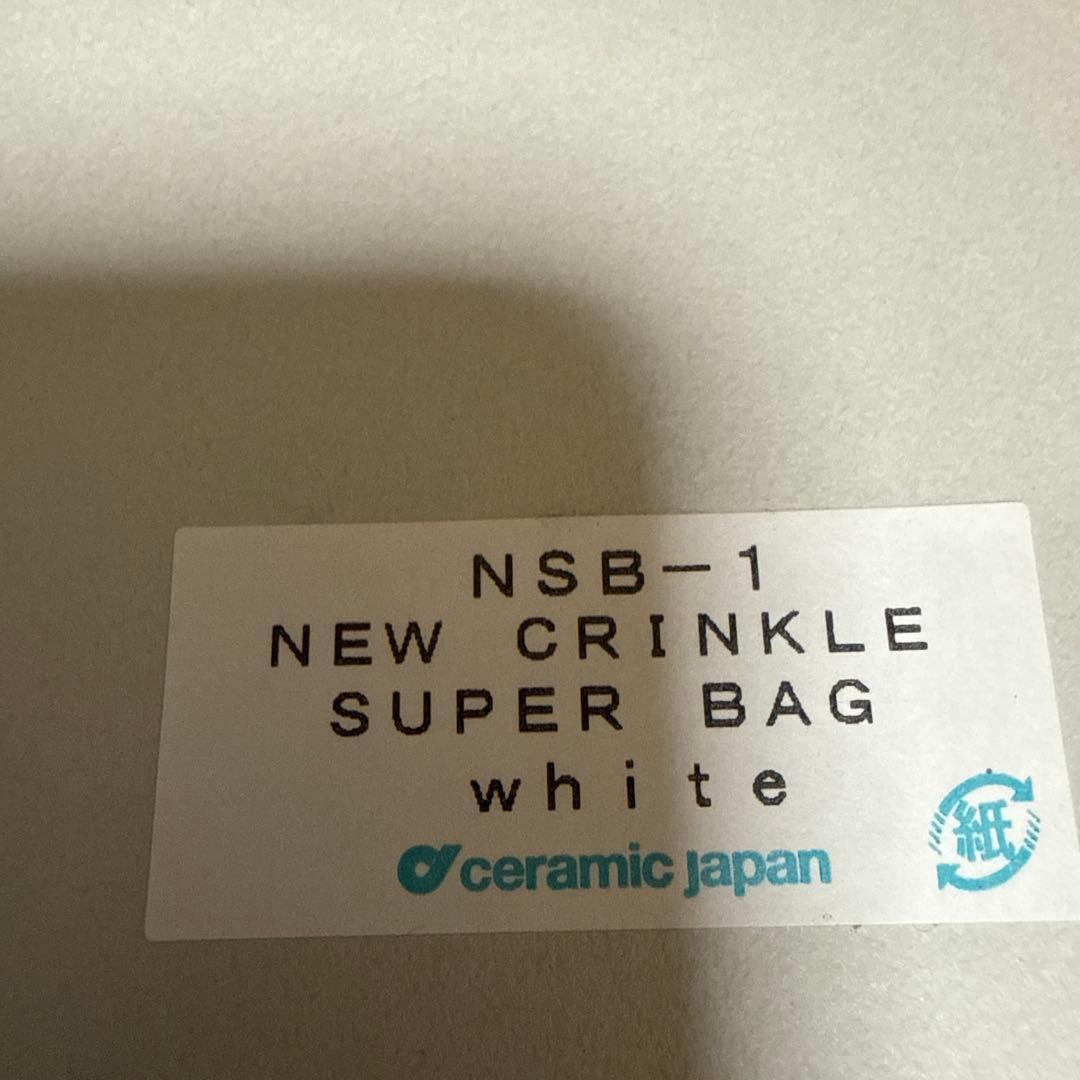 NSB-1
NEW CRINKLE
SUPER BAG
white
ceramic japan
紙